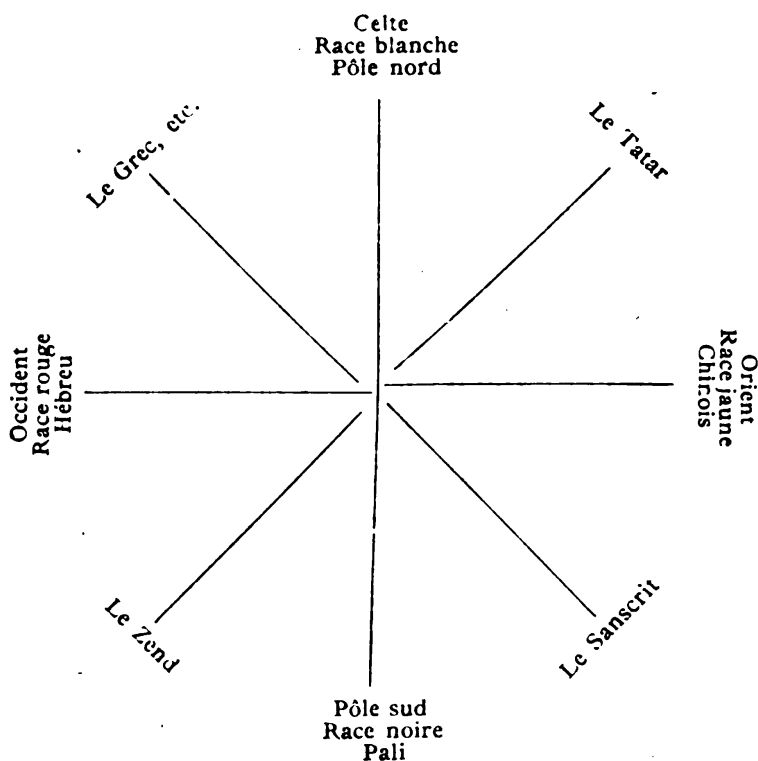 Celte
Race blanche
Pôle nord
Le Grec, etc.
Le Tatar
Occident
Race rouge
Hébreu
Orient
Race jaune
Chinois
Le Zend
Le Sanscrit
Pôle sud
Race noire
Pali